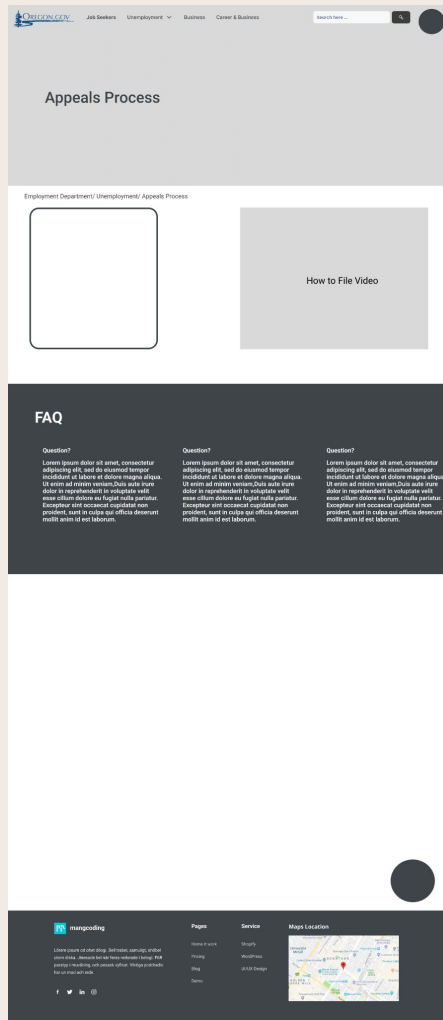 OREGON.GOV
Job Seekers Unemployment Business Career & Business
Search here ...
Appeals Process
Employment Department/ Unemployment/ Appeals Process
How to File Video
FAQ
Question?
Lorem ipsum dolor sit amet, consectetur
adipiscing elit, sed do eiusmod tempor
incididunt ut labore et dolore magna aliqua.
Ut enim ad minim veniam,Duis aute irure
dolor in reprehenderit in voluptate velit
esse cillum dolore eu fugiat nulla pariatur.
Excepteur sint occaecat cupidatat non
proident, sunt in culpa qui officia deserunt
mollit anim id est laborum.
Question?
Lorem ipsum dolor sit amet, consectetur
adipiscing elit, sed do eiusmod tempor
incididunt ut labore et dolore magna aliqua.
Ut enim ad minim veniam,Duis aute irure
dolor in reprehenderit in voluptate velit
esse cillum dolore eu fugiat nulla pariatur.
Excepteur sint occaecat cupidatat non
proident, sunt in culpa qui officia deserunt
mollit anim id est laborum.
Question?
Lorem ipsum dolor sit amet, consectetur
adipiscing elit, sed do eiusmod tempor
incididunt ut labore et dolore magna aliqua
Ut enim ad minim veniam,Duis aute irure
dolor in reprehenderit in voluptate velit
esse cillum dolore eu fugiat nulla pariatur.
Excepteur sint occaecat cupidatat non
proident, sunt in culpa qui officia deserunt
mollit anim id est laborum.
mangcoding
Pages
Home it work
Pricing
Blog
Demo
Service
Shopify
WordPress
UI/UX Design
Maps Location